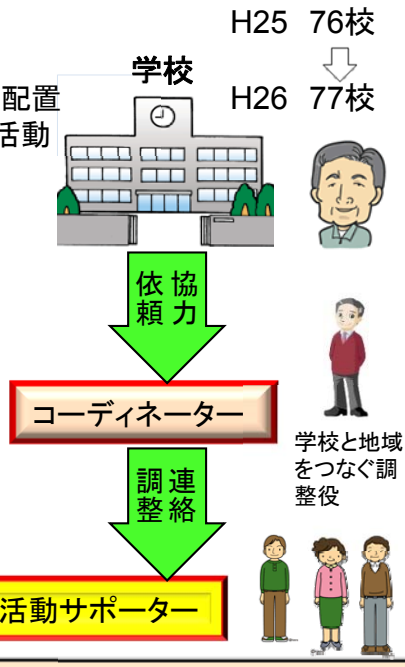 H25 76校
学校
配置
H26 77校
活動
協力
依頼
コーディネーター
学校と地域
をつなぐ調
整役
連絡
調整
活動サポーター